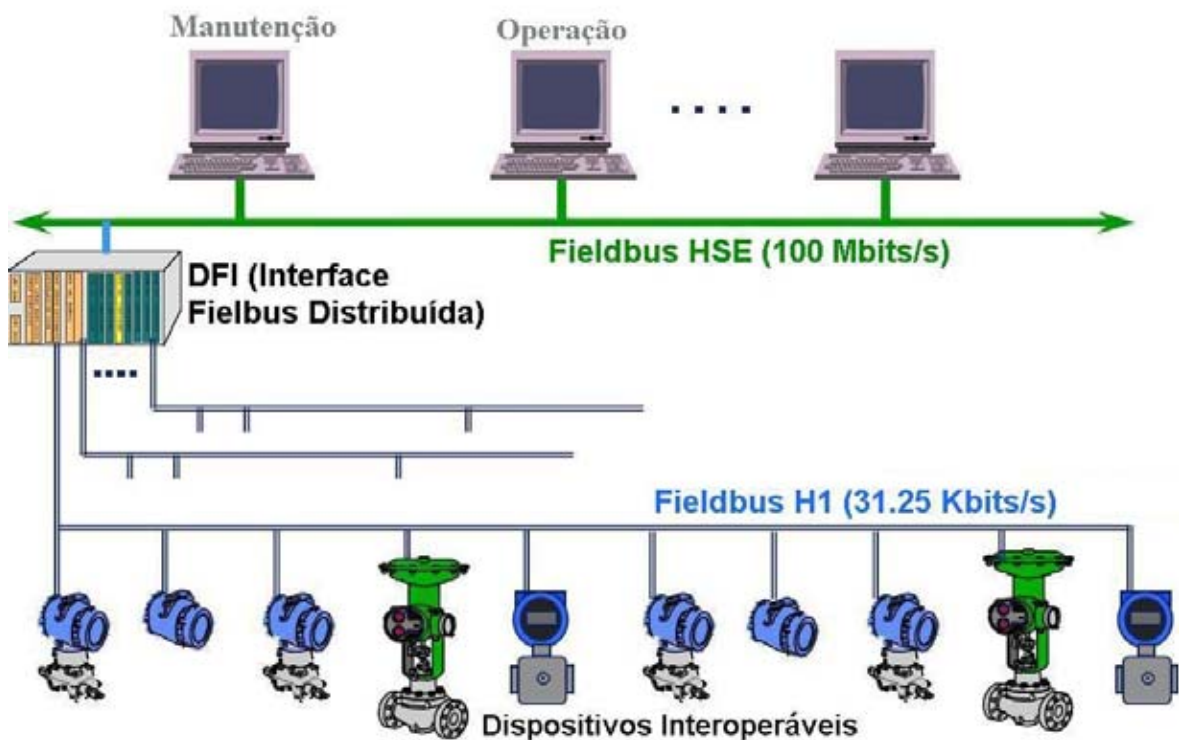 Manutenção
Operação
Fieldbus HSE (100 Mbits/s)
DFI (Interface
Fielbus Distribuída)
Fieldbus H1 (31.25 Kbits/s)
Dispositivos Interoperáveis